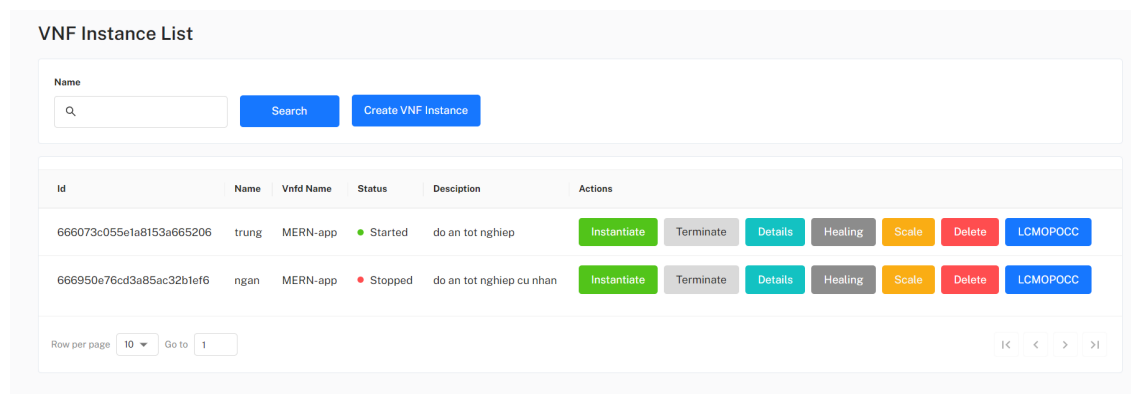 VNF Instance List
Name
Search Create VNF Instance
Id Name Vnfd Name Status Desciption Actions
666073c055e1a8153a665206 trung MERN-app Started do an tot nghiep Instantiate Terminate Details Healing Scale Delete LCMOPOCC
666950e76cd3a85ac32b1ef6 ngan MERN-app Stopped do an tot nghiep cu nhan Instantiate Terminate Details Healing Scale Delete LCMOPOCC
Row per page 10 Go to 1